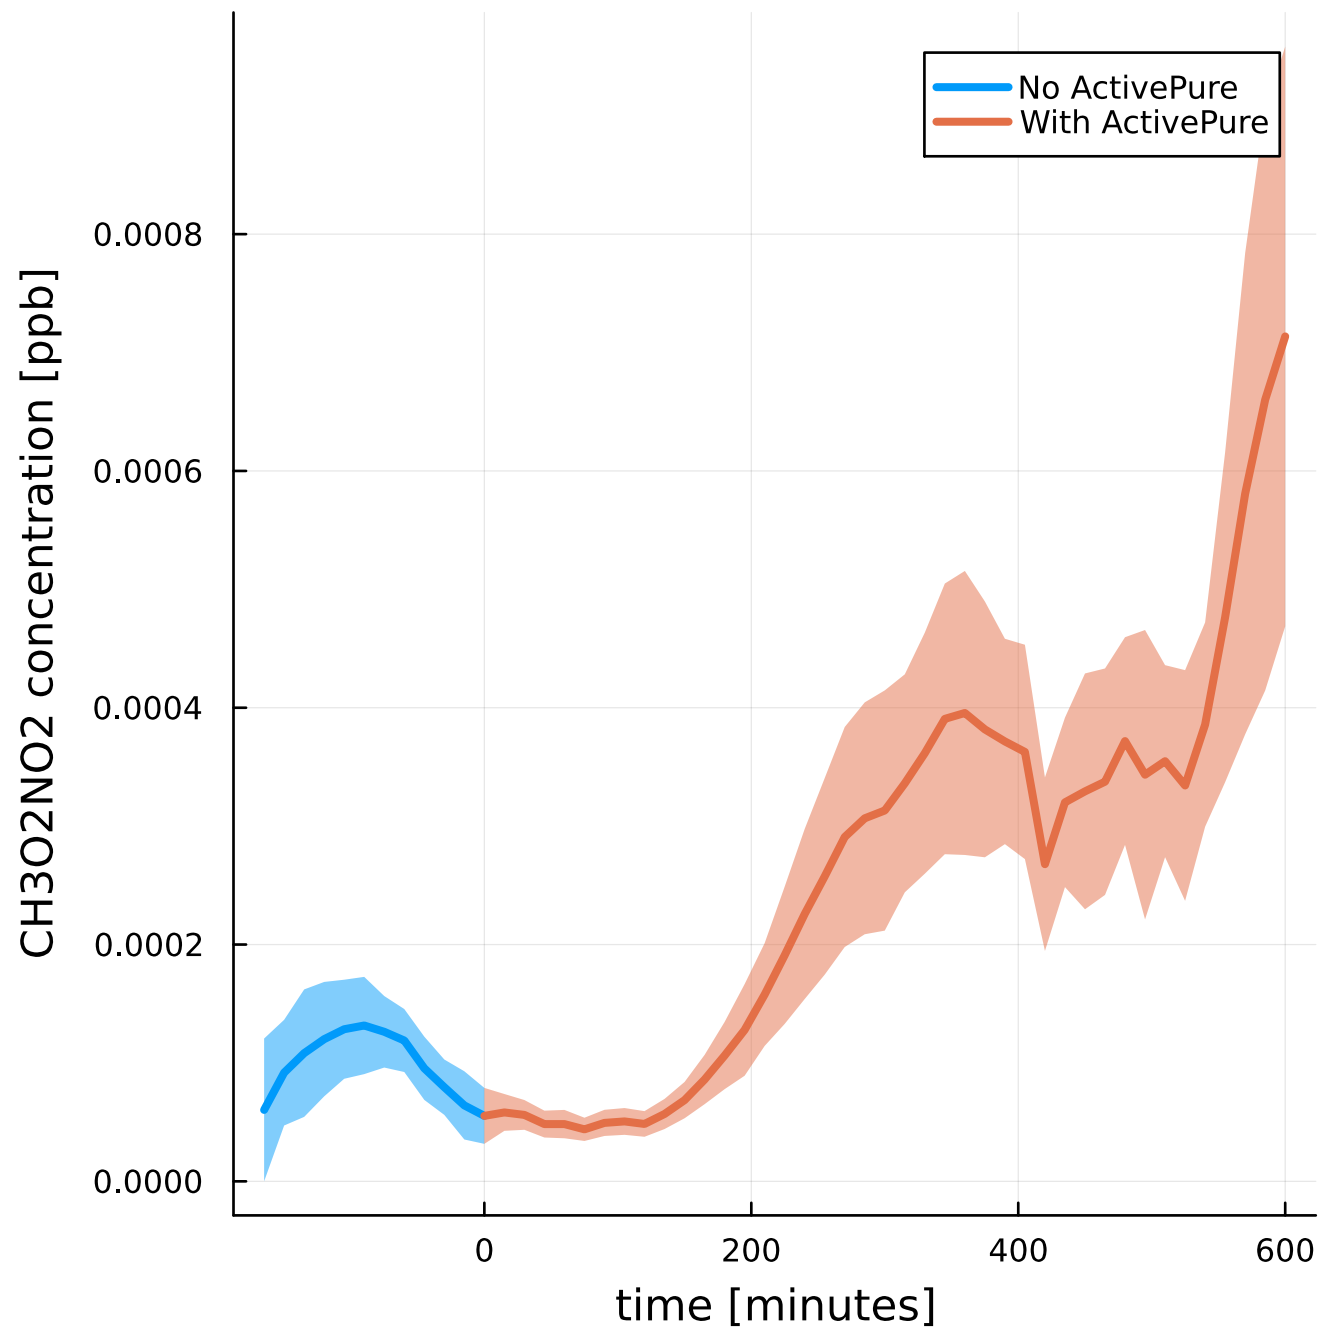 No ActivePure
With ActivePure
CH3O2NO2 concentration [ppb]
0.0008
0.0006
0.0004
0.0002
0.0000
0 200 400 600
time [minutes]